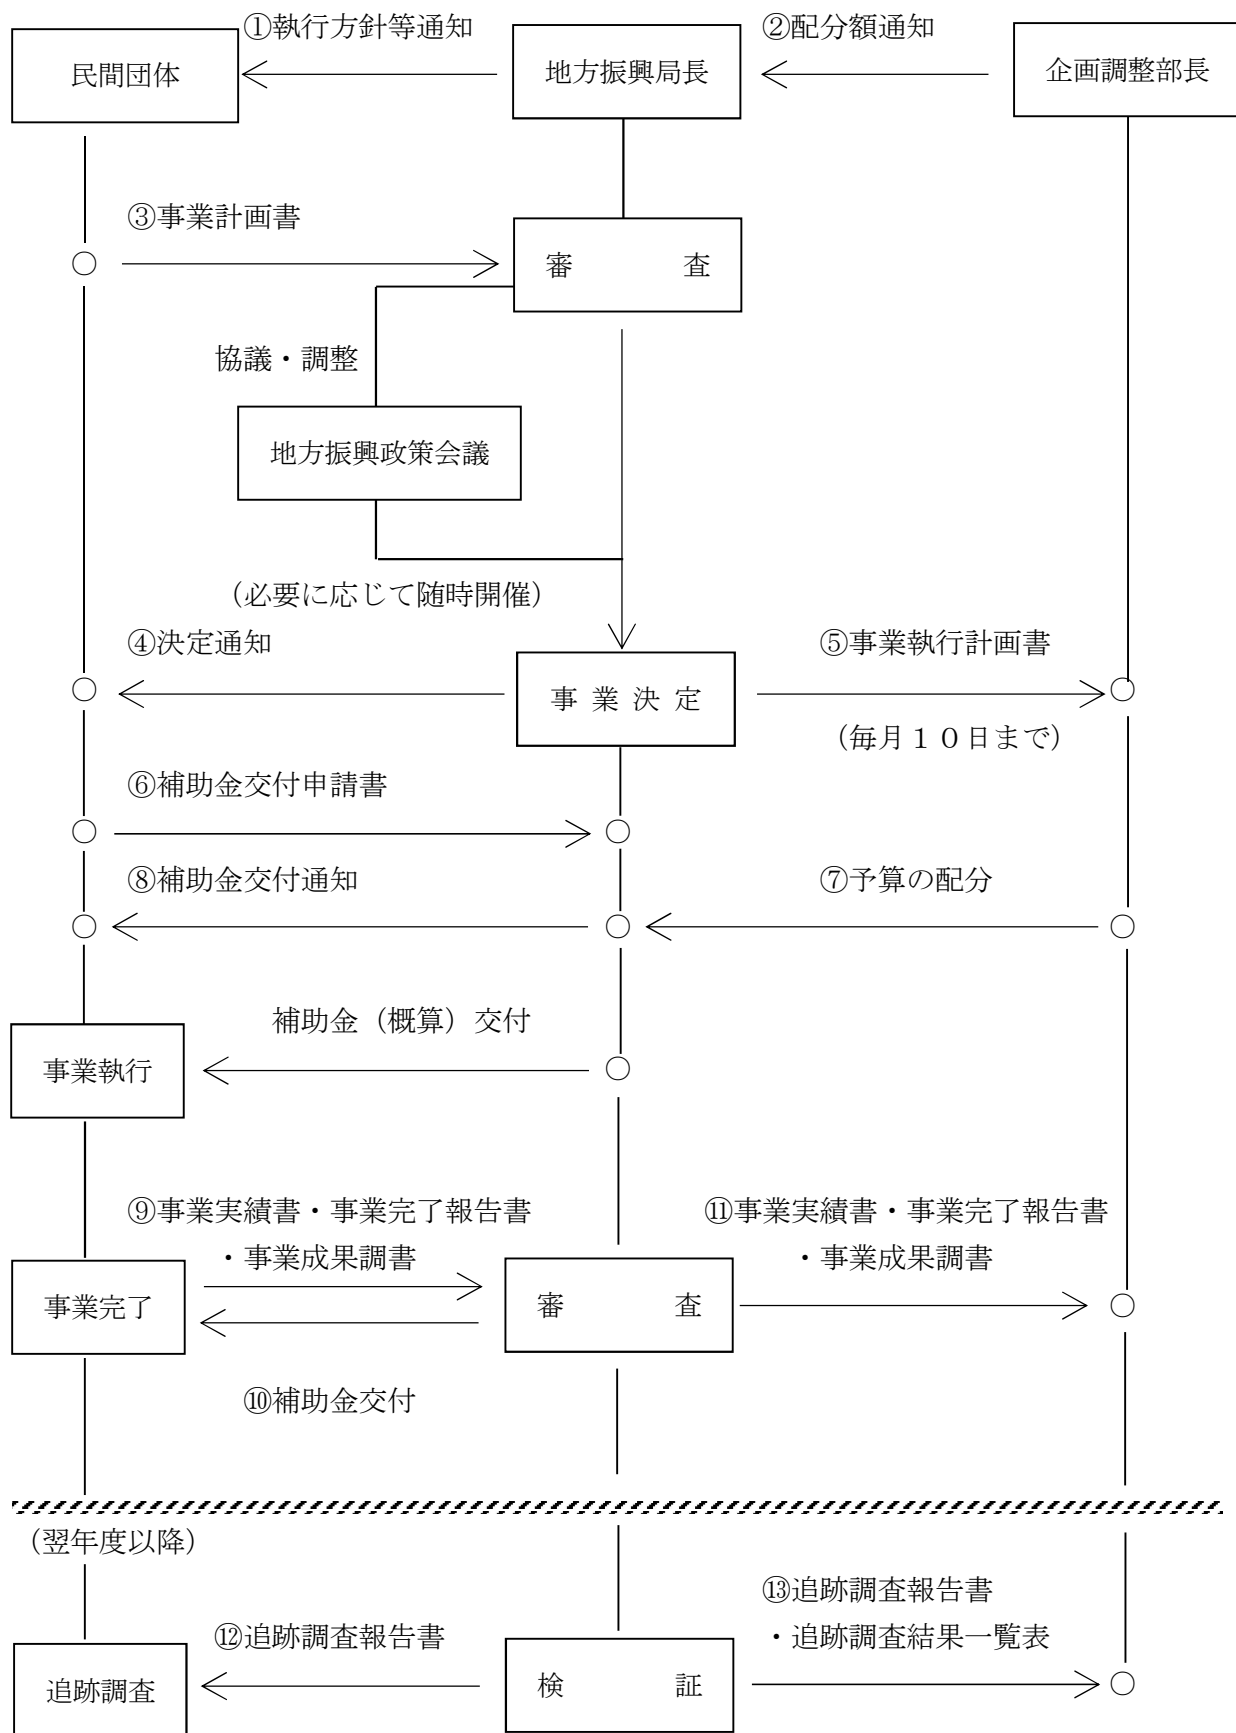 ①執行方針等通知
②配分額通知
民間団体
地方振興局長
企画調整部長
③事業計画書
審　　　査
協議・調整
地方振興政策会議
（必要に応じて随時開催）
④決定通知
⑤事業執行計画書
事 業 決 定
（毎月１０日まで）
⑥補助金交付申請書
⑧補助金交付通知
⑦予算の配分
補助金（概算）交付
事業執行
⑨事業実績書・事業完了報告書
・事業成果調書
⑪事業実績書・事業完了報告書
・事業成果調書
事業完了
審　　　査
⑩補助金交付
（翌年度以降）
⑬追跡調査報告書
・追跡調査結果一覧表
⑫追跡調査報告書
追跡調査
検　　　証